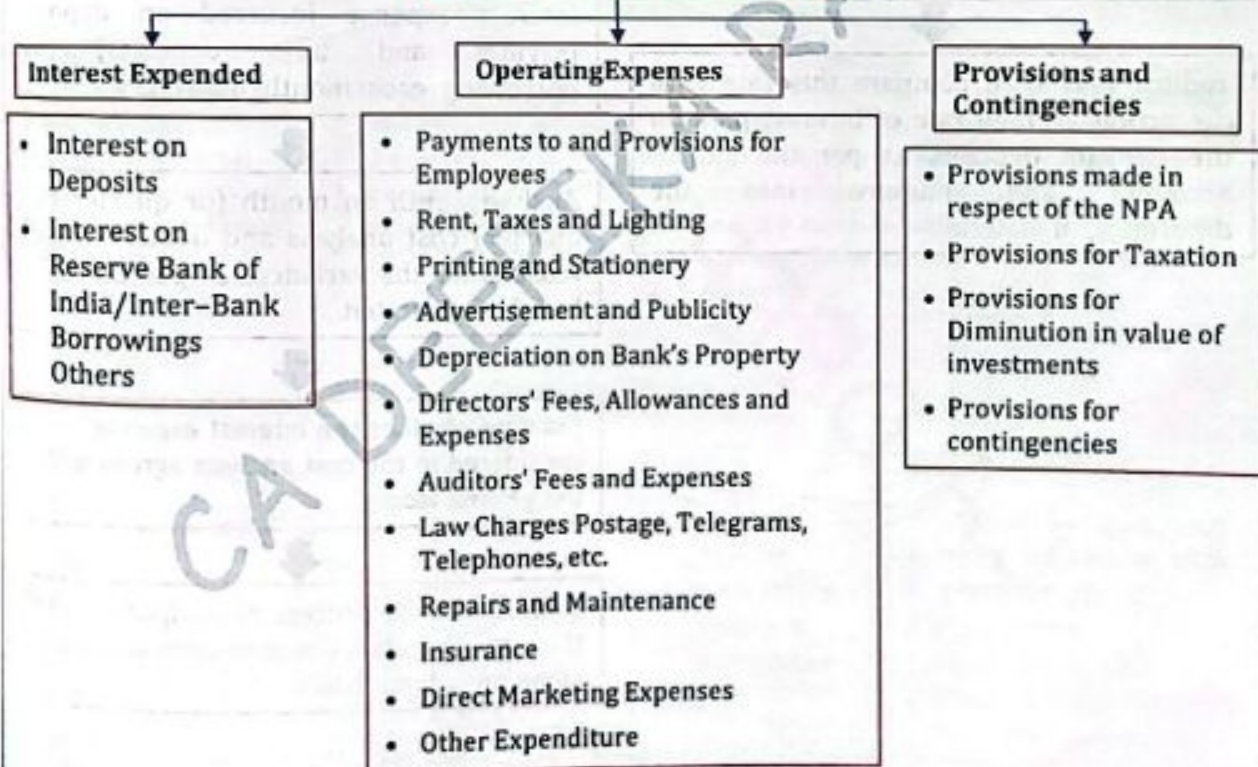 Interest Expended
• Interest on
Deposits
• Interest on
Reserve Bank of
India/Inter–Bank
Borrowings
Others
OperatingExpenses
• Payments to and Provisions for
Employees
• Rent, Taxes and Lighting
• Printing and Stationery
• Advertisement and Publicity
• Depreciation on Bank's Property
• Directors' Fees, Allowances and
Expenses
• Auditors' Fees and Expenses
• Law Charges Postage, Telegrams,
Telephones, etc.
• Repairs and Maintenance
• Insurance
• Direct Marketing Expenses
• Other Expenditure
Provisions and
Contingencies
• Provisions made in
respect of the NPA
• Provisions for Taxation
• Provisions for
Diminution in value of
investments
• Provisions for
contingencies
CA DEEPTIKA